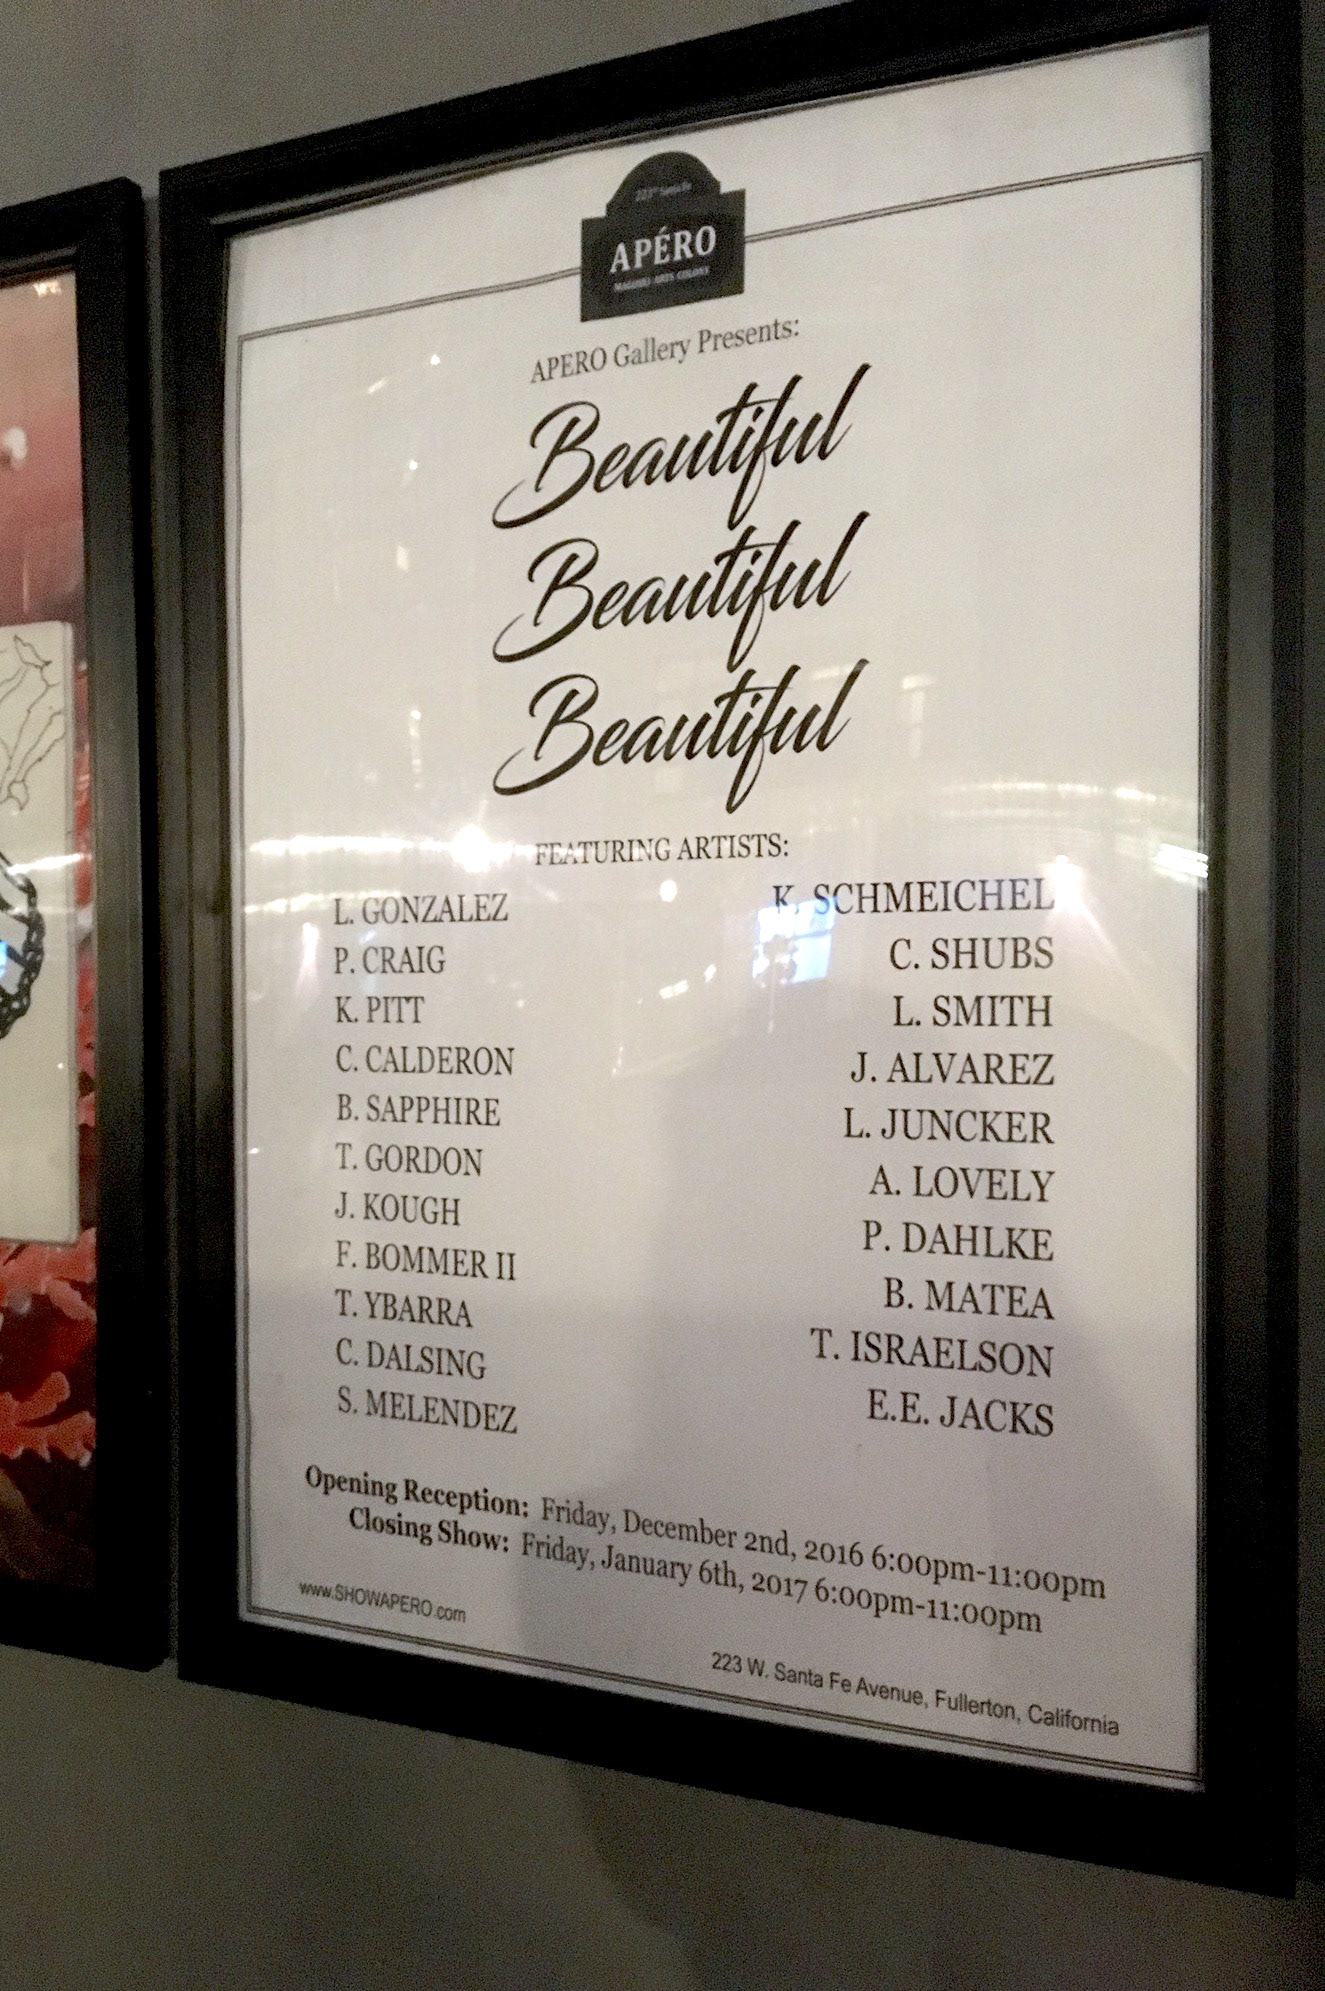 APÉRO
APERO Gallery Presents:
Beautiful
Beautiful
Beautiful
FEATURING ARTISTS:
L. GONZALEZ
P. CRAIG
K. PITT
C. CALDERON
B. SAPPHIRE
T. GORDON
J. KOUGH
F. BOMMER II
T. YBARRA
C. DALSING
S. MELENDEZ
K. SCHMEICHEL
C. SHUBS
L. SMITH
J. ALVAREZ
L. JUNCKER
A. LOVELY
P. DAHLKE
B. MATEA
T. ISRAELSON
E.E. JACKS
Opening Reception: Friday, December 2nd, 2016 6:00pm-11:00pm
Closing Show: Friday, January 6th, 2017 6:00pm-11:00pm
www.SHOWAPERO.com
223 W. Santa Fe Avenue, Fullerton, California